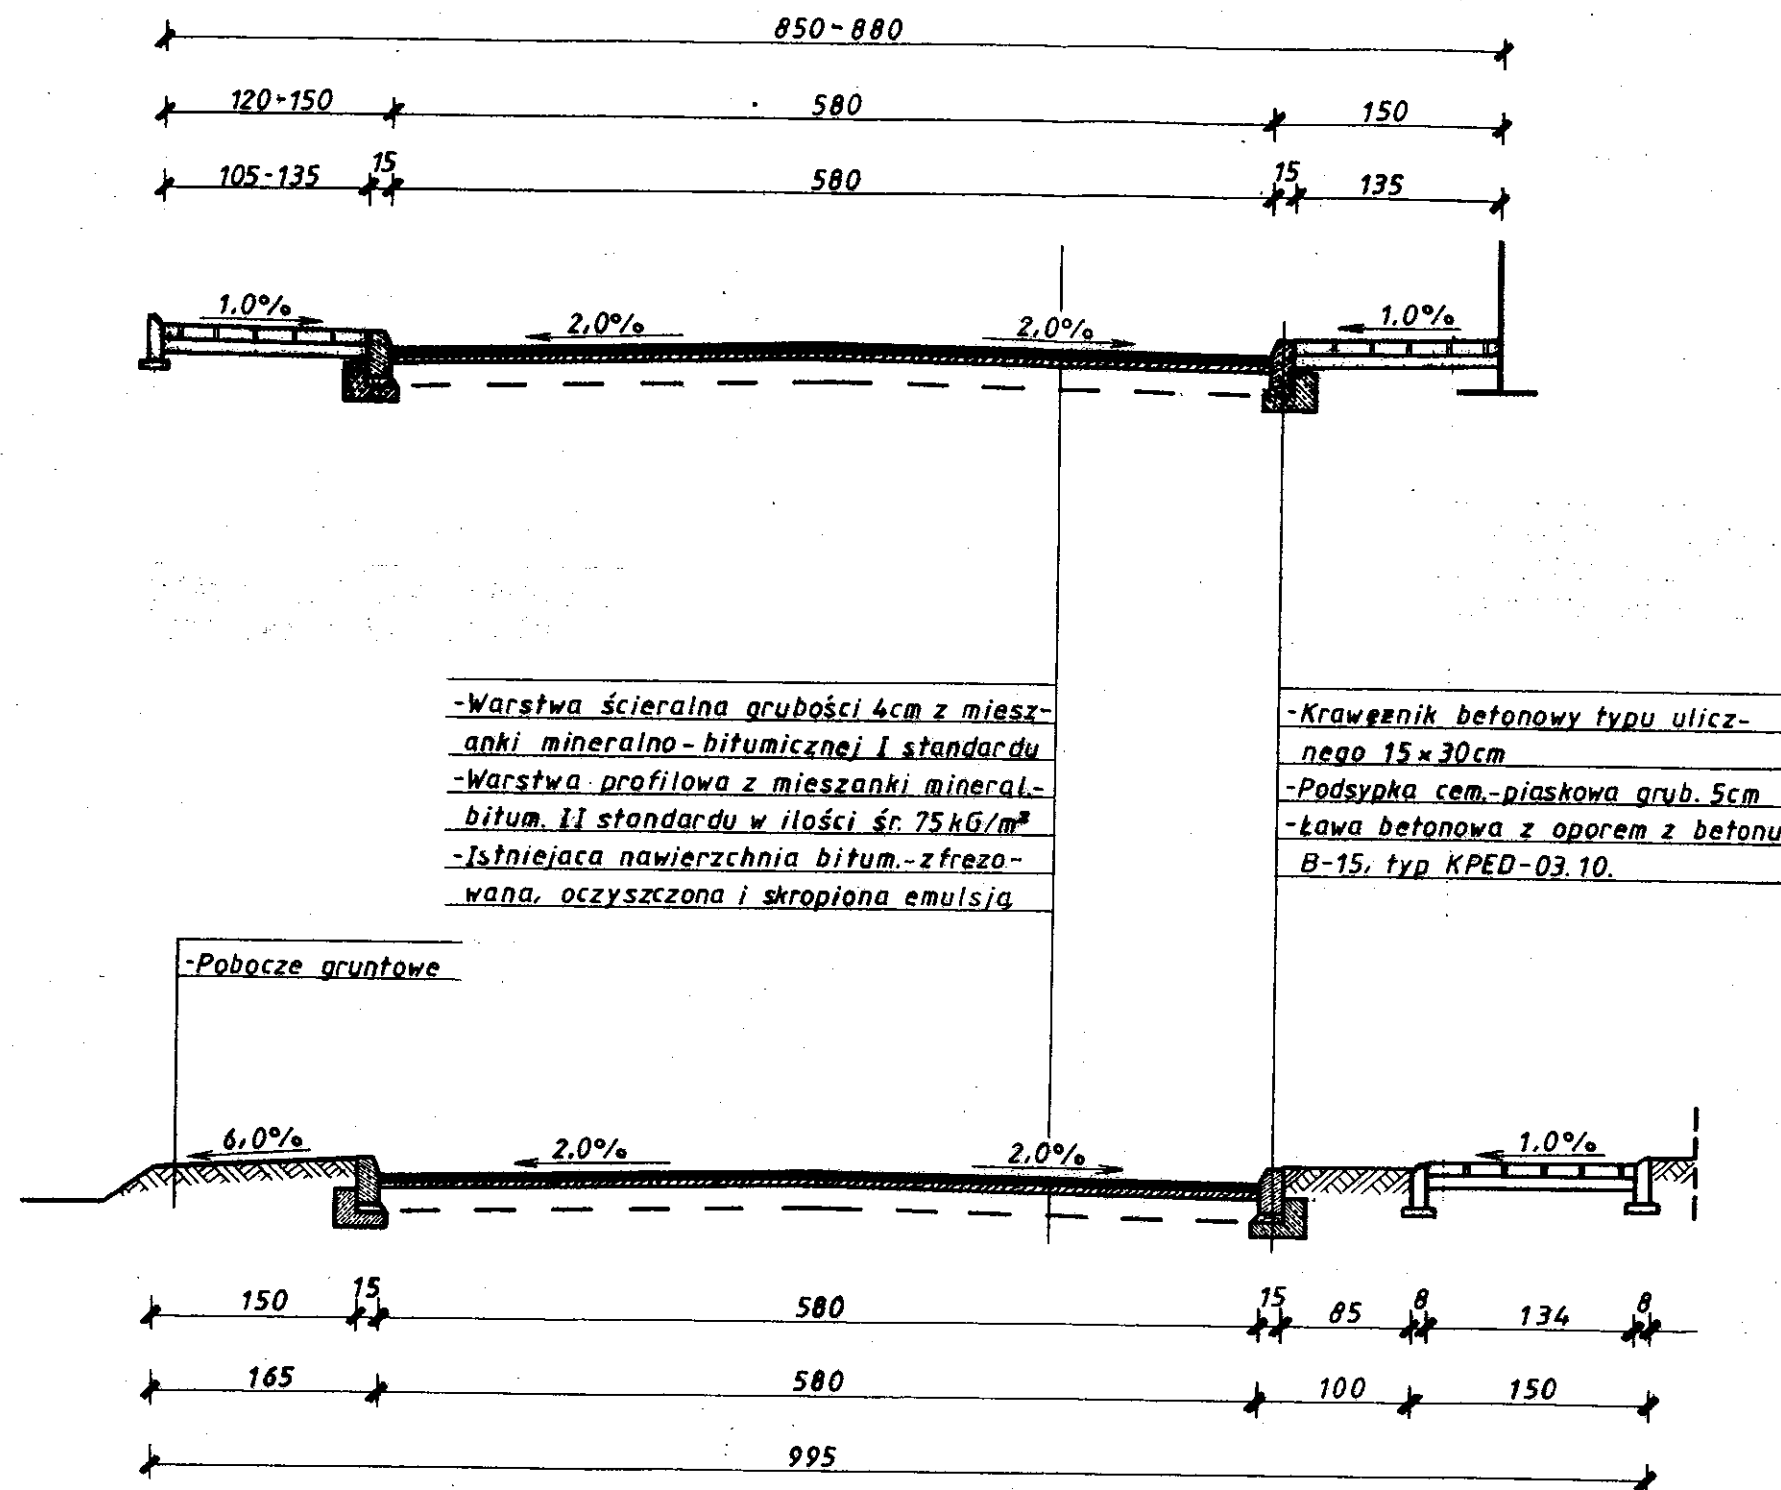 850-880
120÷150 580 150
105-135 15 580 15 135
1,0% 2,0% 2,0% 1,0%
-Warstwa ścieralna grubości 4cm z miesz-
anki mineralno-bitumicznej I standardu
-Warstwa profilowa z mieszanki mineral.-
bitum. II standardu w ilości śr. 75kG/m²
-Istniejaca nawierzchnia bitum.-zfrezo-
wana, oczyszczona i skropiona emulsją
-Krawężnik betonowy typu ulicz-
nego 15×30cm
-Podsypka cem.-piaskowa grub. 5cm
-Ława betonowa z oporem z betonu
B-15, typ KPED-03.10.
-Pobocze gruntowe
6,0% 2,0% 2,0% 1,0%
150 15 580 15 85 8 134 8
165 580 100 150
995